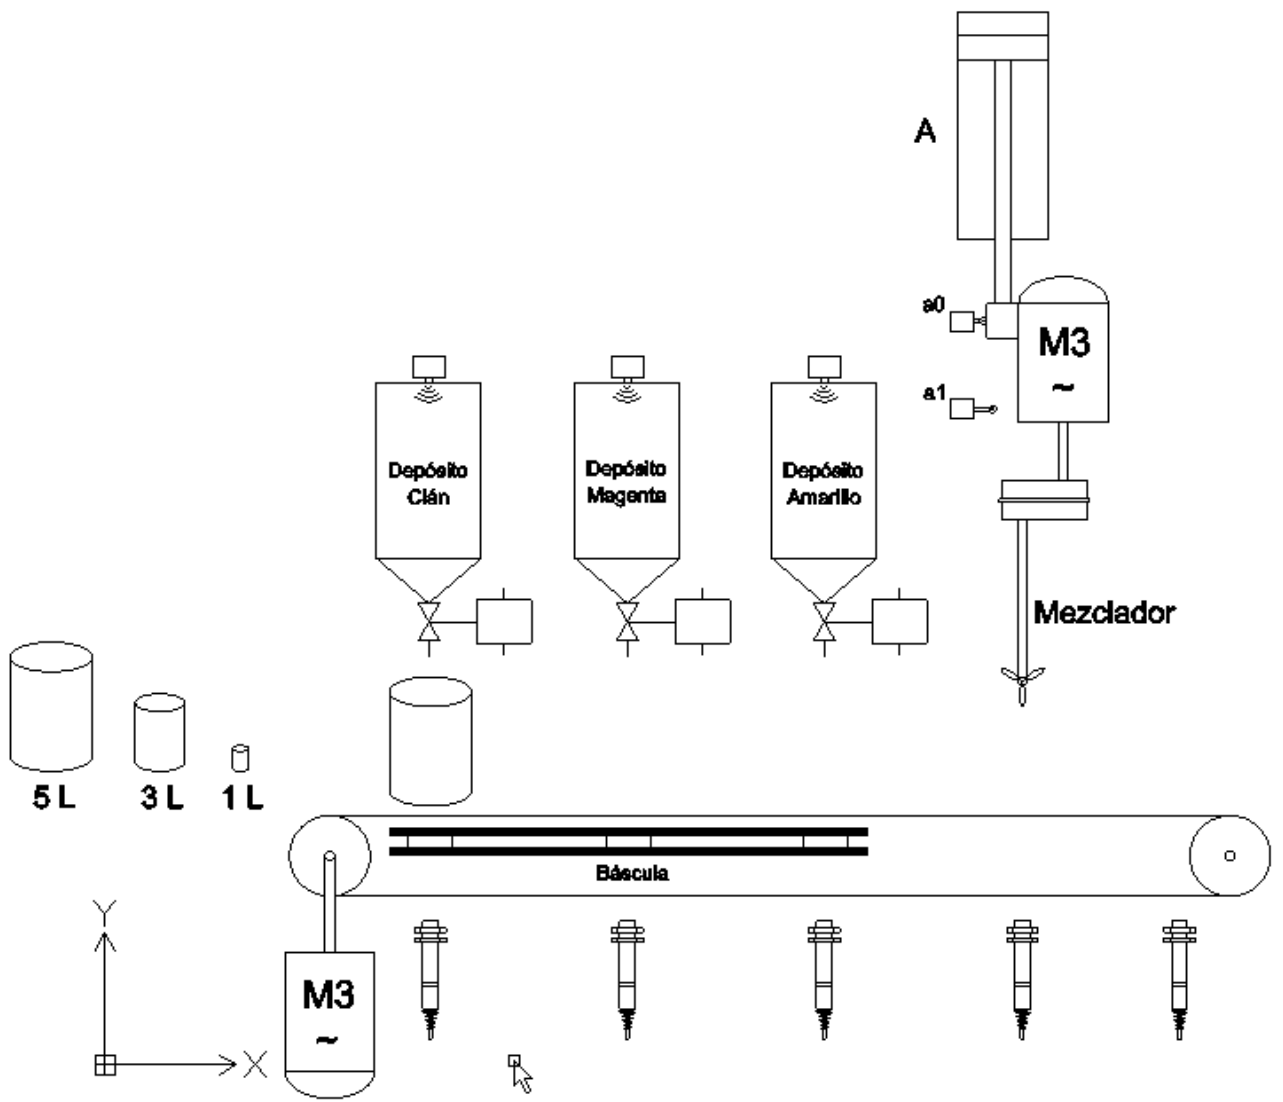 A
a0
M3
~
a1
Depósito
Cián
Depósito
Magenta
Depósito
Amarillo
Mezclador
5 L
3 L
1 L
Báscula
Y
M3
~
X